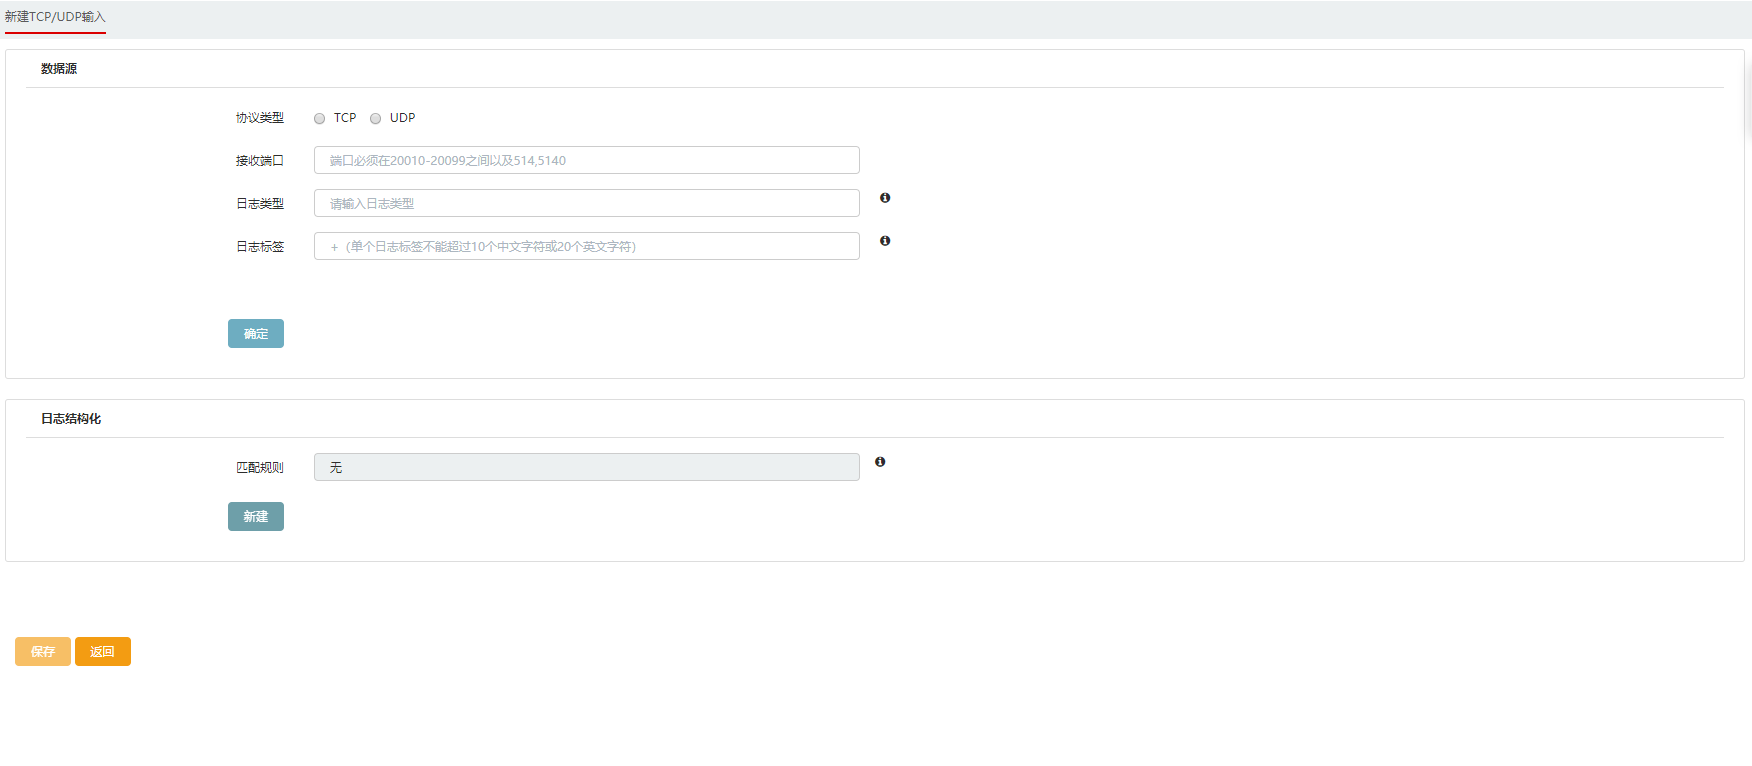 新建TCP/UDP输入
数据源
协议类型 TCP UDP
接收端口 端口必须在20010-20099之间以及514,5140
日志类型 请输入日志类型
日志标签 +（单个日志标签不能超过10个中文字符或20个英文字符）
确定
日志结构化
匹配规则 无
新建
保存 返回